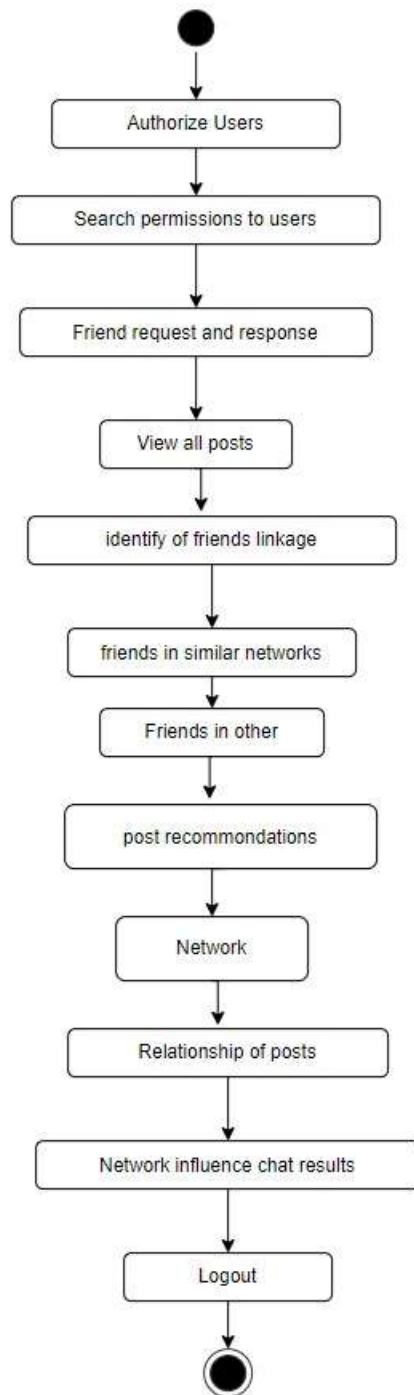 Authorize Users
Search permissions to users
Friend request and response
View all posts
identify of friends linkage
friends in similar networks
Friends in other
post recommondations
Network
Relationship of posts
Network influence chat results
Logout